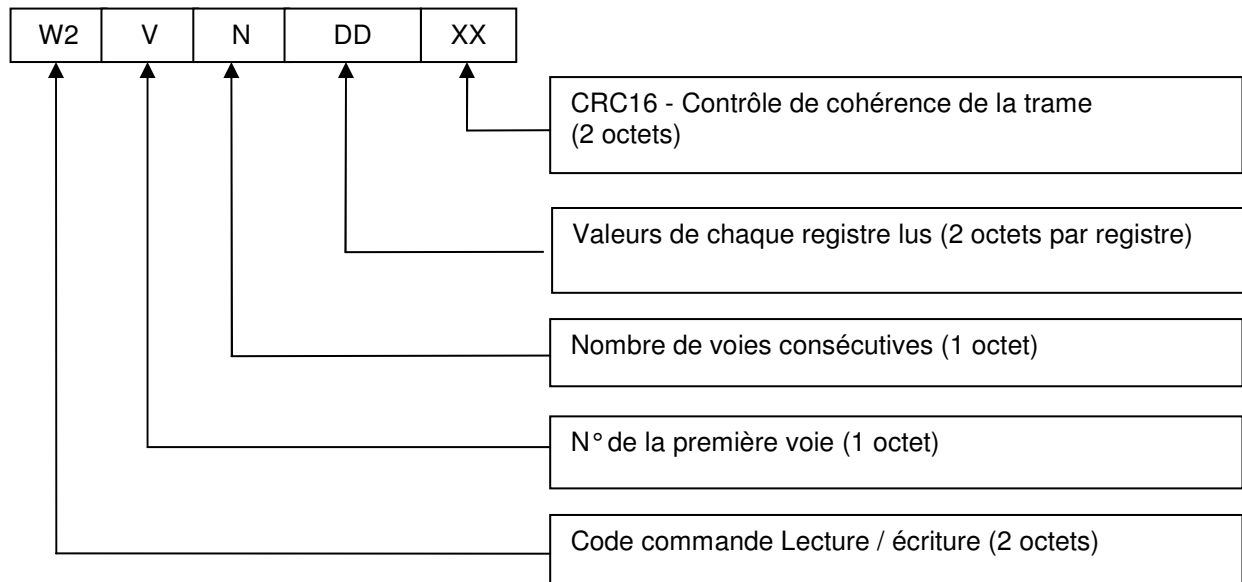 W2 V N DD XX
CRC16 - Contrôle de cohérence de la trame
(2 octets)
Valeurs de chaque registre lus (2 octets par registre)
Nombre de voies consécutives (1 octet)
N° de la première voie (1 octet)
Code commande Lecture / écriture (2 octets)